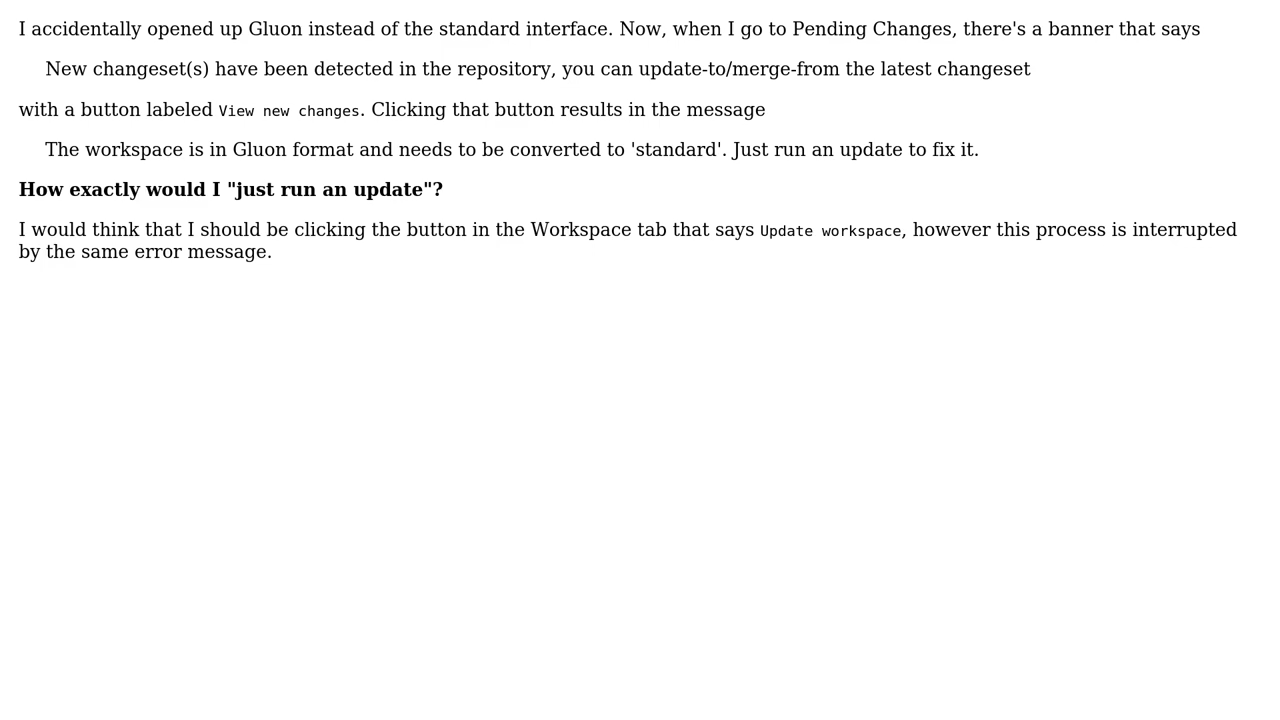 I accidentally opened up Gluon instead of the standard interface. Now, when I go to Pending Changes, there's a banner that says
New changeset(s) have been detected in the repository, you can update-to/merge-from the latest changeset
with a button labeled View new changes. Clicking that button results in the message
The workspace is in Gluon format and needs to be converted to 'standard'. Just run an update to fix it.
How exactly would I "just run an update"?
I would think that I should be clicking the button in the Workspace tab that says Update workspace, however this process is interrupted
by the same error message.